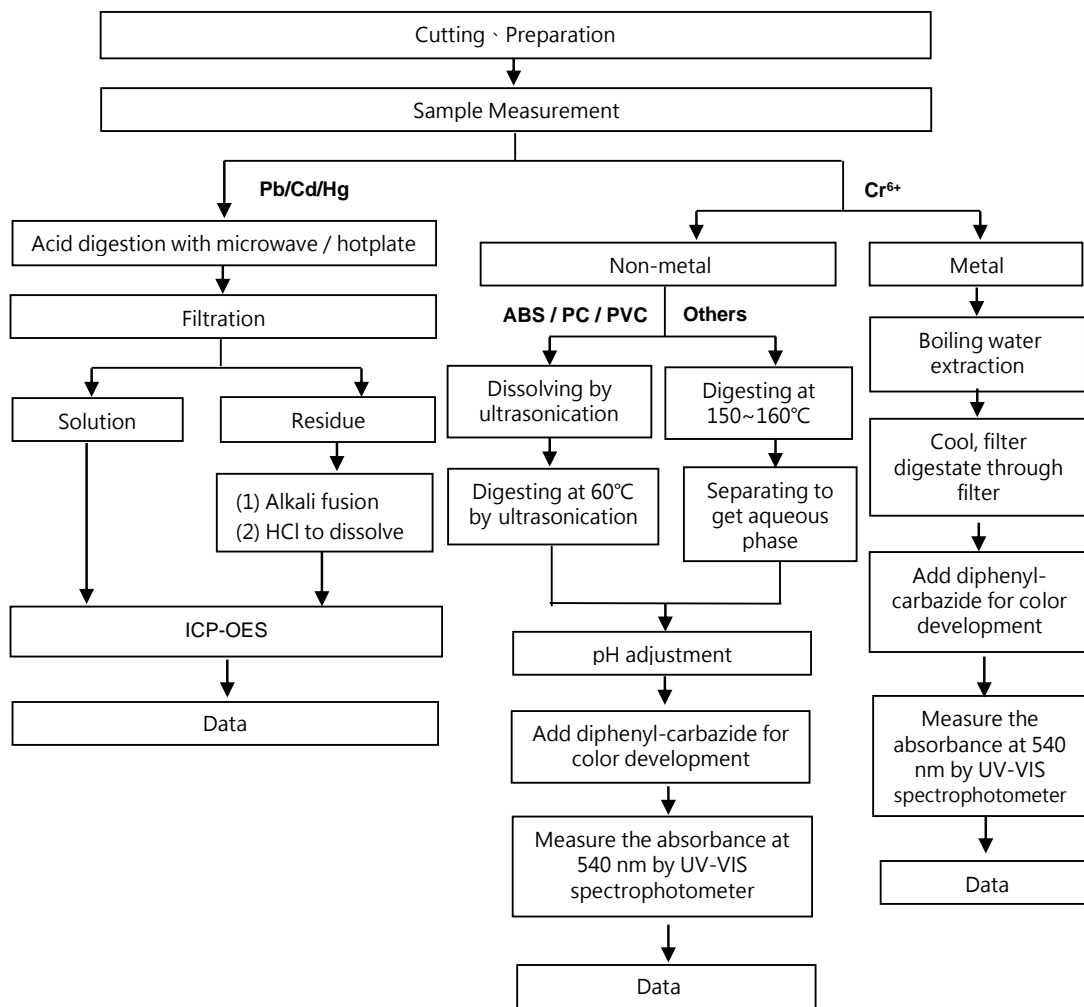 Cutting、Preparation
Sample Measurement
Pb/Cd/Hg
Cr⁶⁺
Acid digestion with microwave / hotplate
Filtration
Solution
Residue
(1) Alkali fusion
(2) HCl to dissolve
ICP-OES
Data
Non-metal
ABS / PC / PVC
Others
Dissolving by
ultrasonication
Digesting at 60℃
by ultrasonication
Digesting at
150~160℃
Separating to
get aqueous
phase
pH adjustment
Add diphenyl-carbazide for
color development
Measure the absorbance at
540 nm by UV-VIS
spectrophotometer
Data
Metal
Boiling water
extraction
Cool, filter
digestate through
filter
Add diphenyl-
carbazide for color
development
Measure the
absorbance at 540
nm by UV-VIS
spectrophotometer
Data